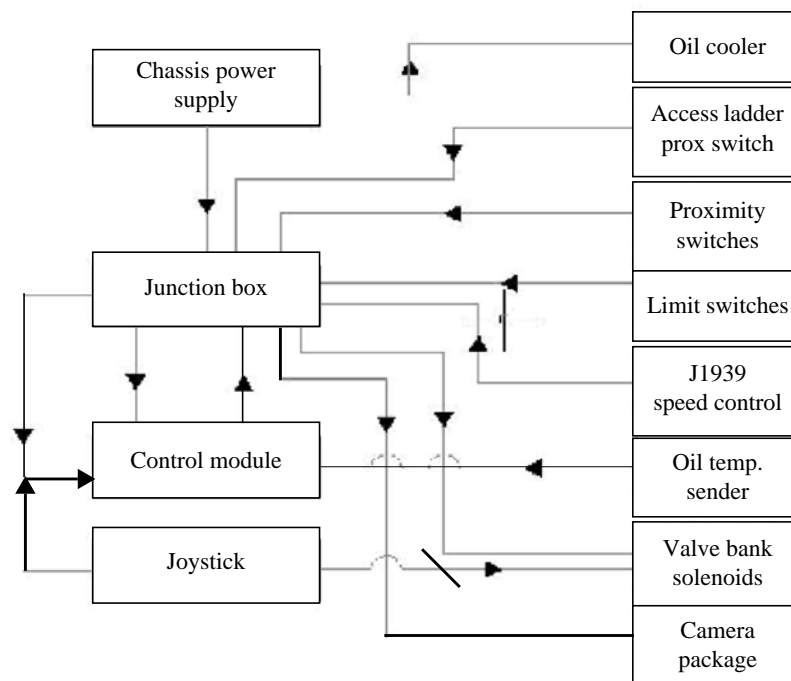 Oil cooler
Chassis power
supply
Access ladder
prox switch
Proximity
switches
Junction box
Limit switches
J1939
speed control
Control module
Oil temp.
sender
Joystick
Valve bank
solenoids
Camera
package